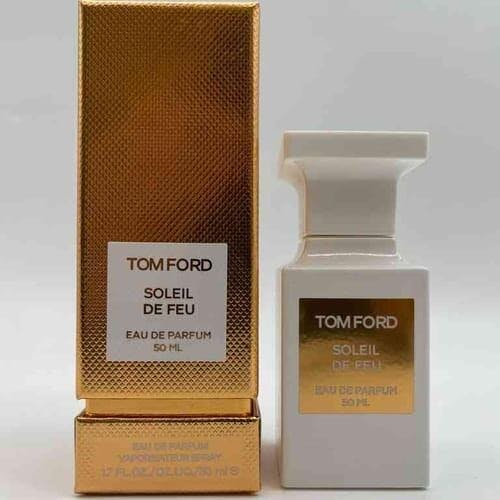 TOM FORD
SOLEIL
DE FEU
EAU DE PARFUM
50 ML
EAU DE PARFUM
VAPORISATEUR SPRAY
TOM FORD
SOLEIL
DE FEU
EAU DE PARFUM
50 ML